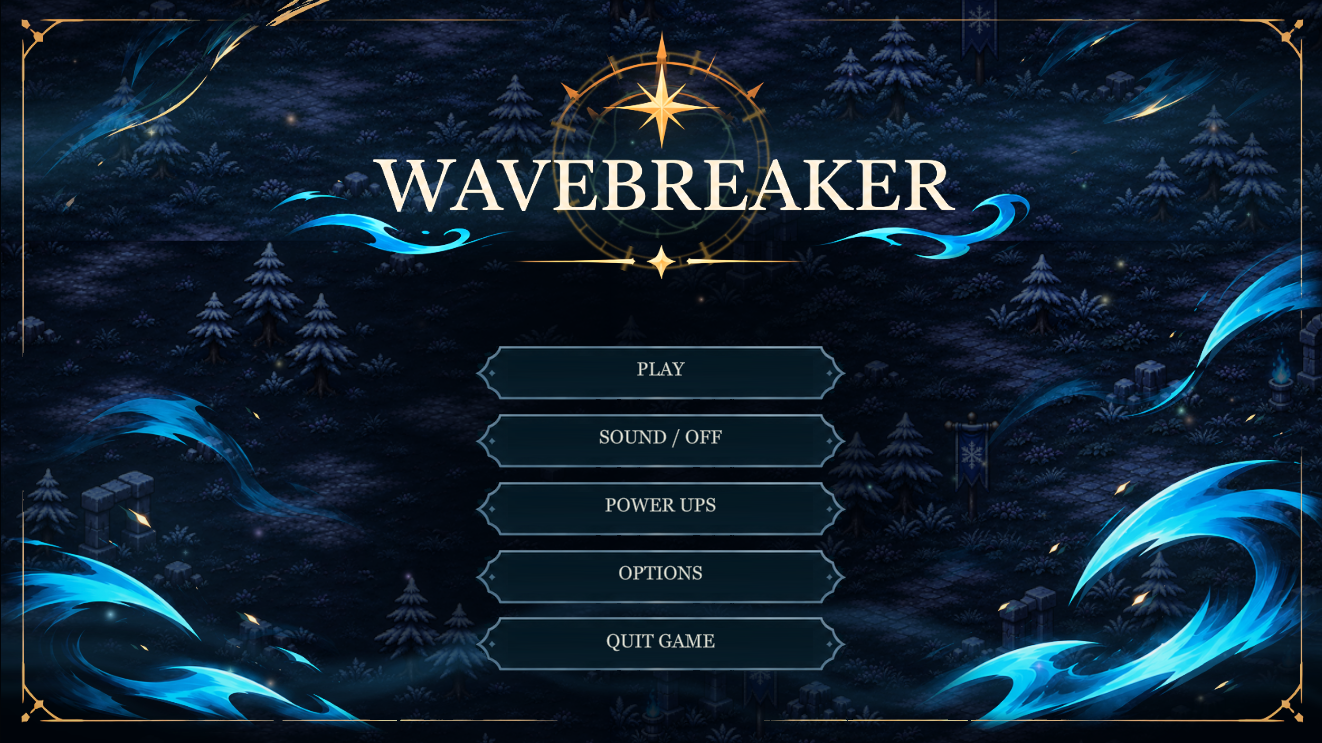 WAVEBREAKER
PLAY
SOUND / OFF
POWER UPS
OPTIONS
QUIT GAME